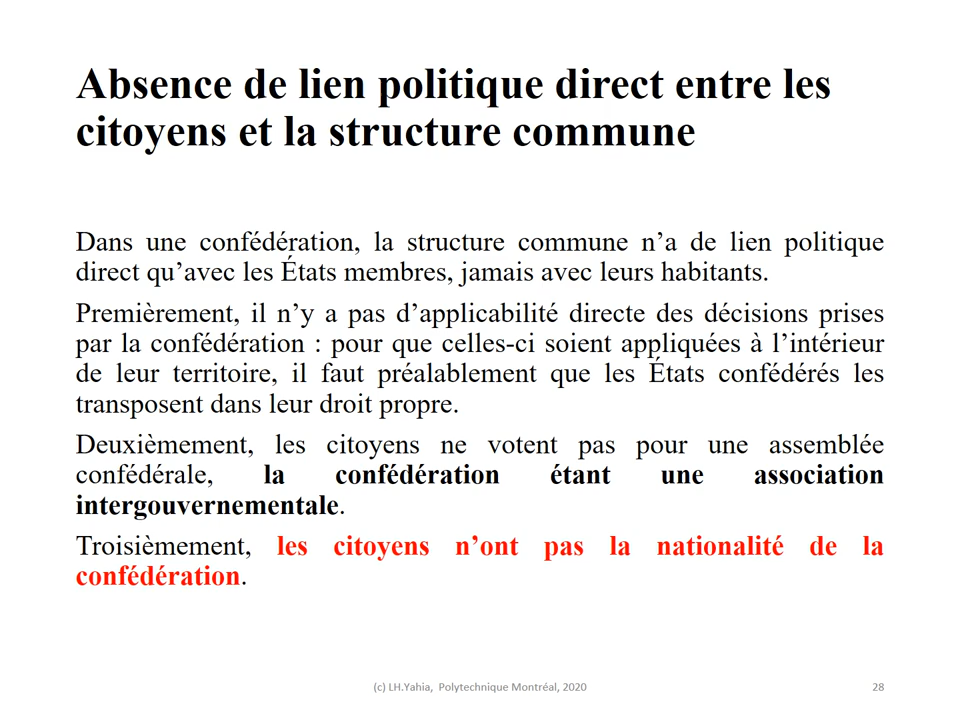 Absence de lien politique direct entre les
citoyens et la structure commune
Dans une confédération, la structure commune n’a de lien politique
direct qu’avec les États membres, jamais avec leurs habitants.
Premièrement, il n’y a pas d’applicabilité directe des décisions prises
par la confédération : pour que celles-ci soient appliquées à l’intérieur
de leur territoire, il faut préalablement que les États confédérés les
transposent dans leur droit propre.
Deuxièmement, les citoyens ne votent pas pour une assemblée
confédérale, la confédération étant une association
intergouvernementale.
Troisièmement, les citoyens n’ont pas la nationalité de la
confédération.
(c) LH.Yahia, Polytechnique Montréal, 2020
28